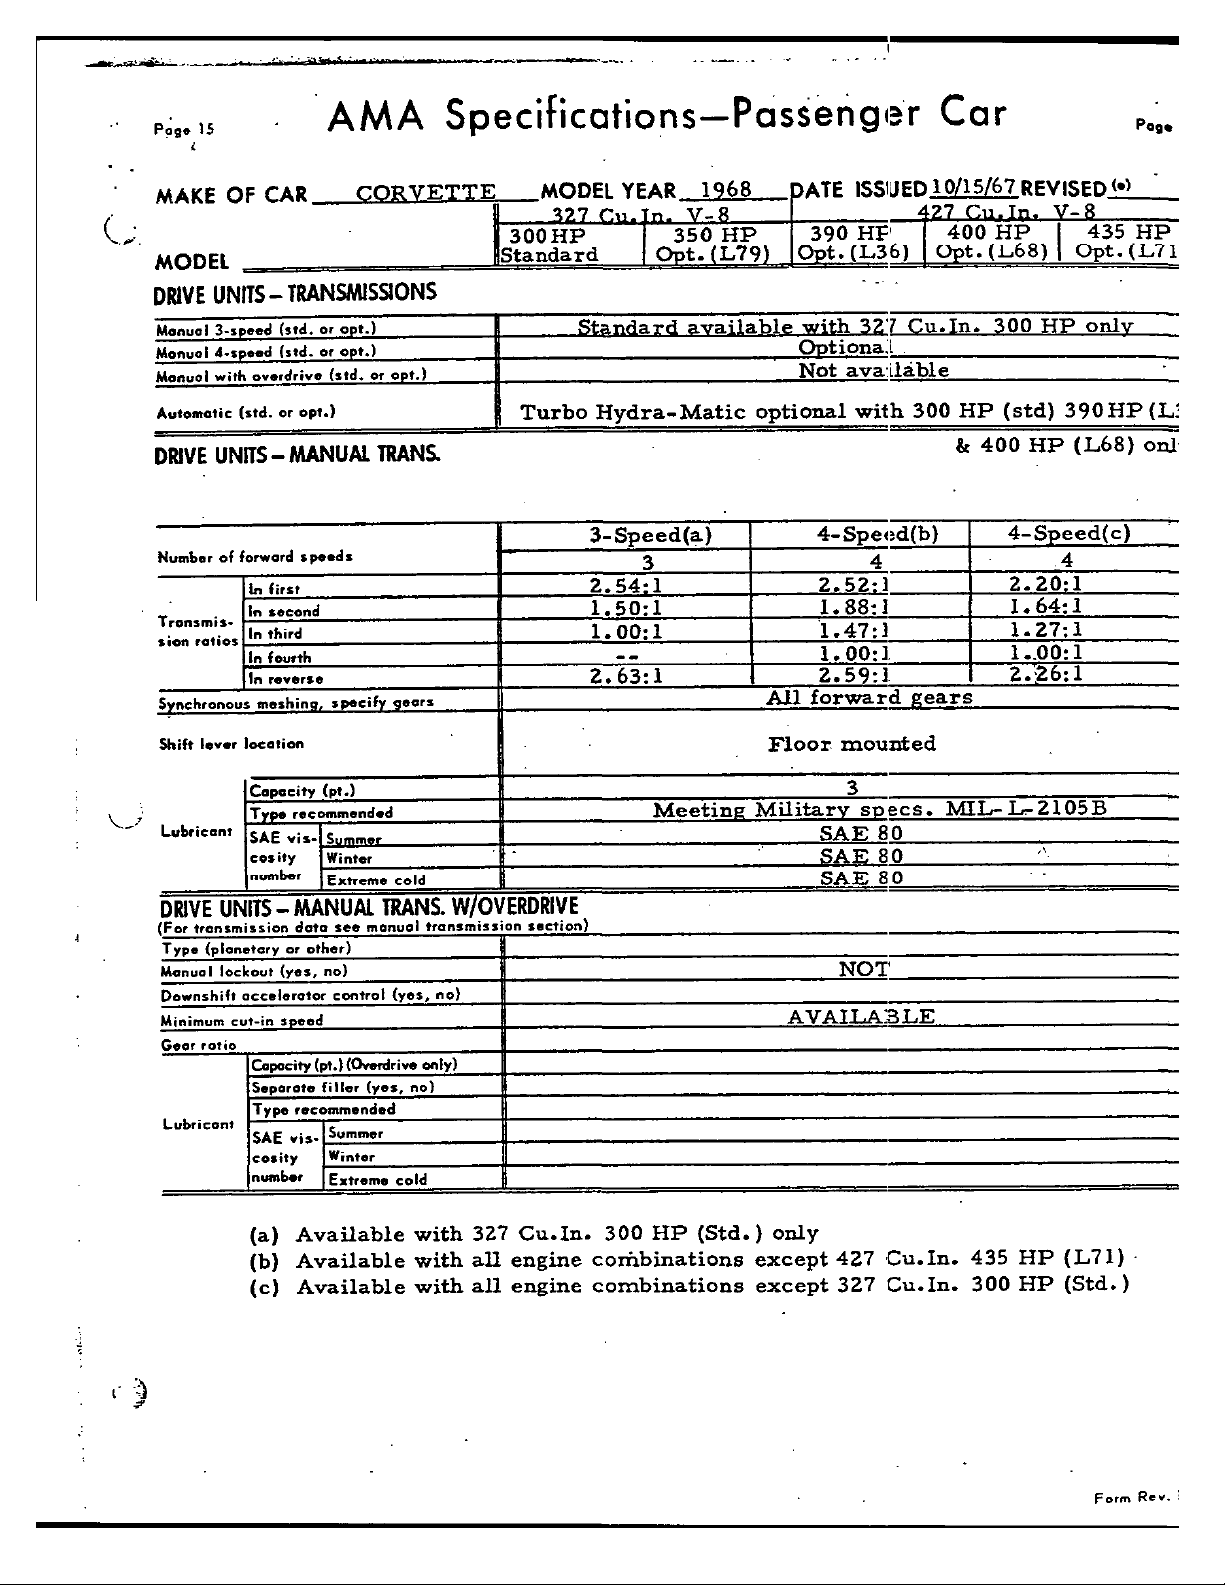 AMA Specifications—Passenger Car
Page 15
Page
MAKE OF CAR CORVETTE MODEL YEAR 1968 DATE ISSUED 10/15/67 REVISED (•)
327 Cu.In. V-8 427 Cu.In. V-8
300HP 350 HP 390 HP 400 HP 435 HP
MODEL Standard Opt.(L79) Opt.(L36) Opt.(L68) Opt.(L71
DRIVE UNITS—TRANSMISSIONS
Manual 3-speed (std. or opt.) Standard available with 327 Cu.In. 300 HP only
Manual 4-speed (std. or opt.) Optional
Manual with overdrive (std. or opt.) Not available
Automatic (std. or opt.) Turbo Hydra-Matic optional with 300 HP (std) 390HP (L
& 400 HP (L68) onl
DRIVE UNITS—MANUAL TRANS.
3-Speed(a) 4-Speed(b) 4-Speed(c)
Number of forward speeds 3 4 4
Transmis-
sion ratios
In first 2.54:1 2.52:1 2.20:1
In second 1.50:1 1.88:1 1.64:1
In third 1.00:1 1.47:1 1.27:1
In fourth -- 1.00:1 1.00:1
In reverse 2.63:1 2.59:1 2.26:1
Synchronous meshing, specify gears All forward gears
Shift lever location Floor mounted
Lubricant
Capacity (pt.) 3
Type recommended Meeting Military specs. MIL-L-2105B
SAE vis-
cosity
number
Summer SAE 80
Winter SAE 80
Extreme cold SAE 80
DRIVE UNITS—MANUAL TRANS. W/OVERDRIVE
(For transmission data see manual transmission section)
Type (planetary or other)
Manual lockout (yes, no) NOT
Downshift accelerator control (yes, no)
Minimum cut-in speed AVAILABLE
Gear ratio
Lubricant
Capacity (pt.) (Overdrive only)
Separate filler (yes, no)
Type recommended
SAE vis-
cosity
number
Summer
Winter
Extreme cold
(a) Available with 327 Cu.In. 300 HP (Std.) only
(b) Available with all engine combinations except 427 Cu.In. 435 HP (L71)
(c) Available with all engine combinations except 327 Cu.In. 300 HP (Std.)
Form Rev.